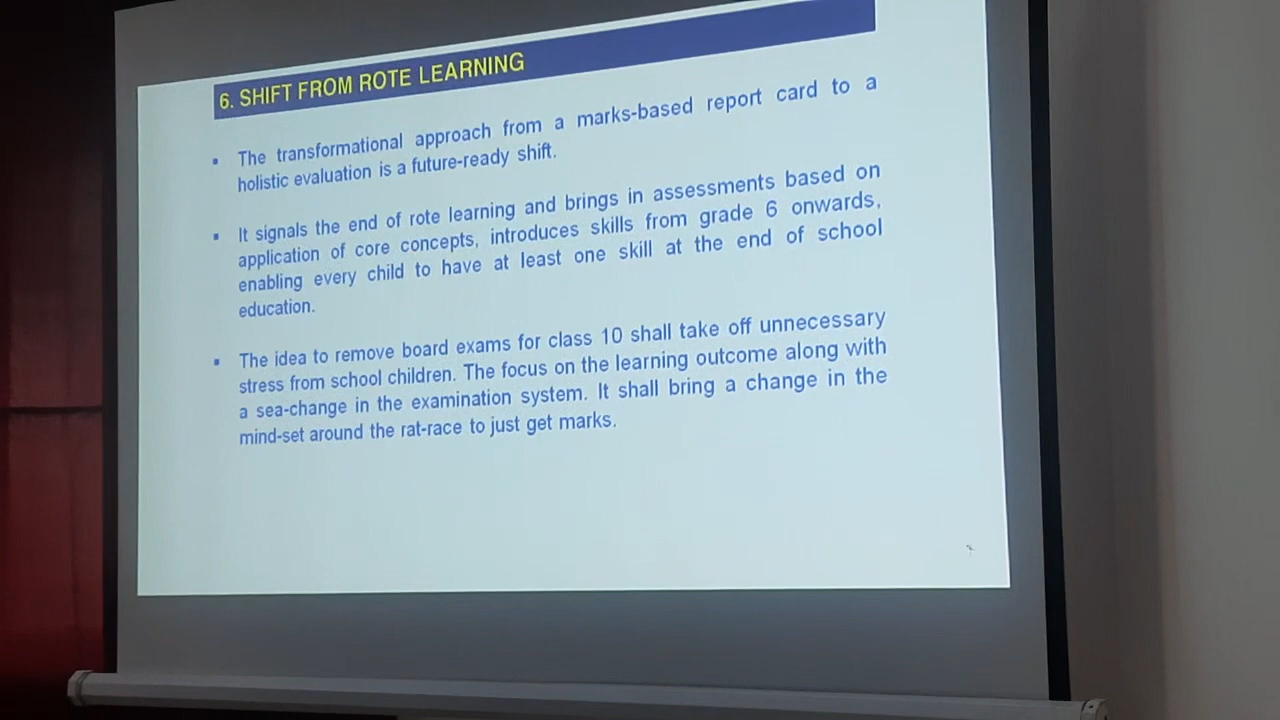 6. SHIFT FROM ROTE LEARNING
▪ The transformational approach from a marks-based report card to a
holistic evaluation is a future-ready shift.
▪ It signals the end of rote learning and brings in assessments based on
application of core concepts, introduces skills from grade 6 onwards,
enabling every child to have at least one skill at the end of school
education.
▪ The idea to remove board exams for class 10 shall take off unnecessary
stress from school children. The focus on the learning outcome along with
a sea-change in the examination system. It shall bring a change in the
mind-set around the rat-race to just get marks.